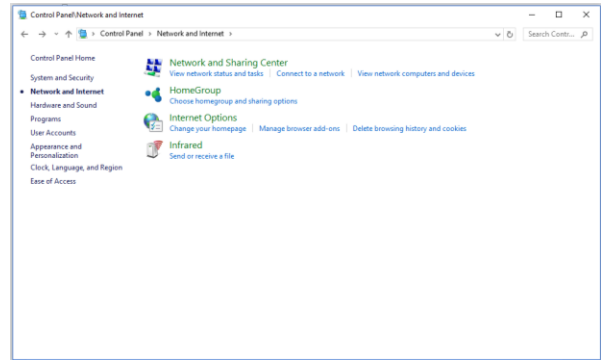 Control Panel\Network and Internet
Control Panel > Network and Internet >
Search Contr...
Control Panel Home
System and Security
Network and Internet
Hardware and Sound
Programs
User Accounts
Appearance and
Personalization
Clock, Language, and Region
Ease of Access
Network and Sharing Center
View network status and tasks | Connect to a network | View network computers and devices
HomeGroup
Choose homegroup and sharing options
Internet Options
Change your homepage | Manage browser add-ons | Delete browsing history and cookies
Infrared
Send or receive a file